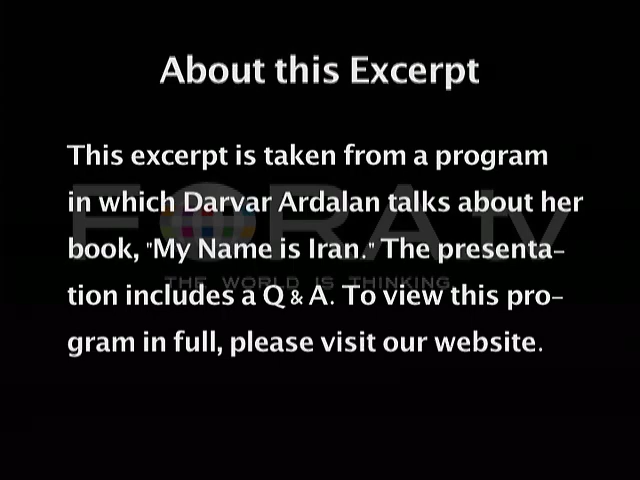 About this Excerpt
This excerpt is taken from a program
in which Darvar Ardalan talks about her
book, "My Name is Iran." The presenta-
tion includes a Q & A. To view this pro-
gram in full, please visit our website.
FORA.tv
THE WORLD IS THINKING